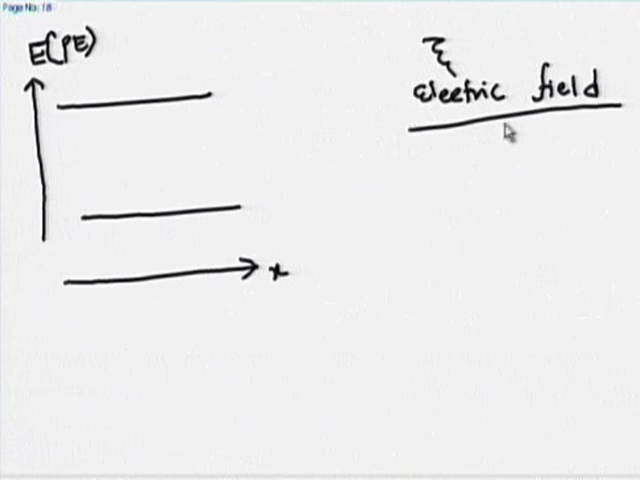 Page No: 18
E(PE)
ξ
electric field
x